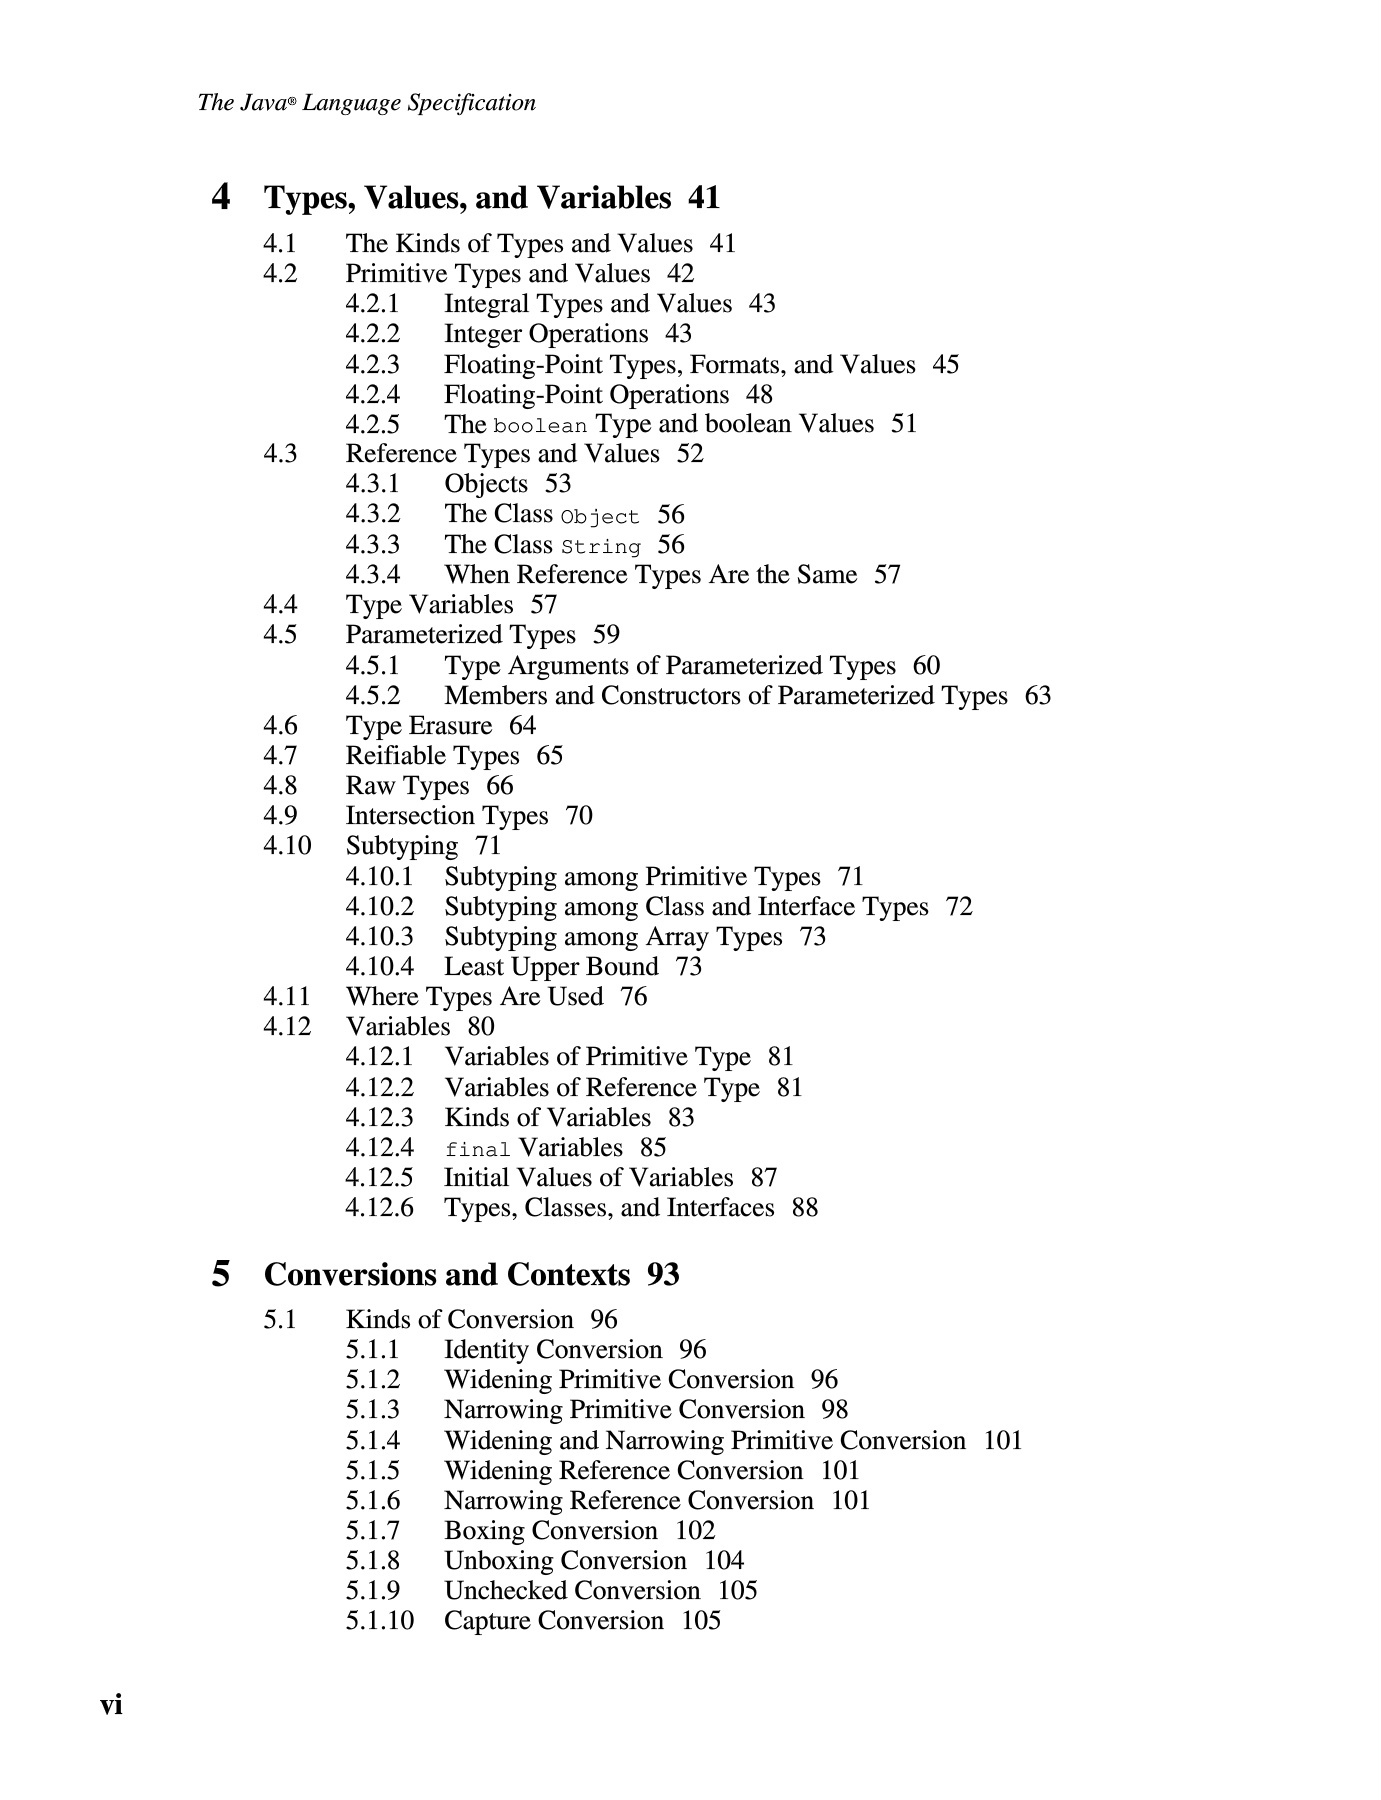 The Java® Language Specification
4 Types, Values, and Variables 41
4.1 The Kinds of Types and Values 41
4.2 Primitive Types and Values 42
4.2.1 Integral Types and Values 43
4.2.2 Integer Operations 43
4.2.3 Floating-Point Types, Formats, and Values 45
4.2.4 Floating-Point Operations 48
4.2.5 The boolean Type and boolean Values 51
4.3 Reference Types and Values 52
4.3.1 Objects 53
4.3.2 The Class Object 56
4.3.3 The Class String 56
4.3.4 When Reference Types Are the Same 57
4.4 Type Variables 57
4.5 Parameterized Types 59
4.5.1 Type Arguments of Parameterized Types 60
4.5.2 Members and Constructors of Parameterized Types 63
4.6 Type Erasure 64
4.7 Reifiable Types 65
4.8 Raw Types 66
4.9 Intersection Types 70
4.10 Subtyping 71
4.10.1 Subtyping among Primitive Types 71
4.10.2 Subtyping among Class and Interface Types 72
4.10.3 Subtyping among Array Types 73
4.10.4 Least Upper Bound 73
4.11 Where Types Are Used 76
4.12 Variables 80
4.12.1 Variables of Primitive Type 81
4.12.2 Variables of Reference Type 81
4.12.3 Kinds of Variables 83
4.12.4 final Variables 85
4.12.5 Initial Values of Variables 87
4.12.6 Types, Classes, and Interfaces 88
5 Conversions and Contexts 93
5.1 Kinds of Conversion 96
5.1.1 Identity Conversion 96
5.1.2 Widening Primitive Conversion 96
5.1.3 Narrowing Primitive Conversion 98
5.1.4 Widening and Narrowing Primitive Conversion 101
5.1.5 Widening Reference Conversion 101
5.1.6 Narrowing Reference Conversion 101
5.1.7 Boxing Conversion 102
5.1.8 Unboxing Conversion 104
5.1.9 Unchecked Conversion 105
5.1.10 Capture Conversion 105
vi